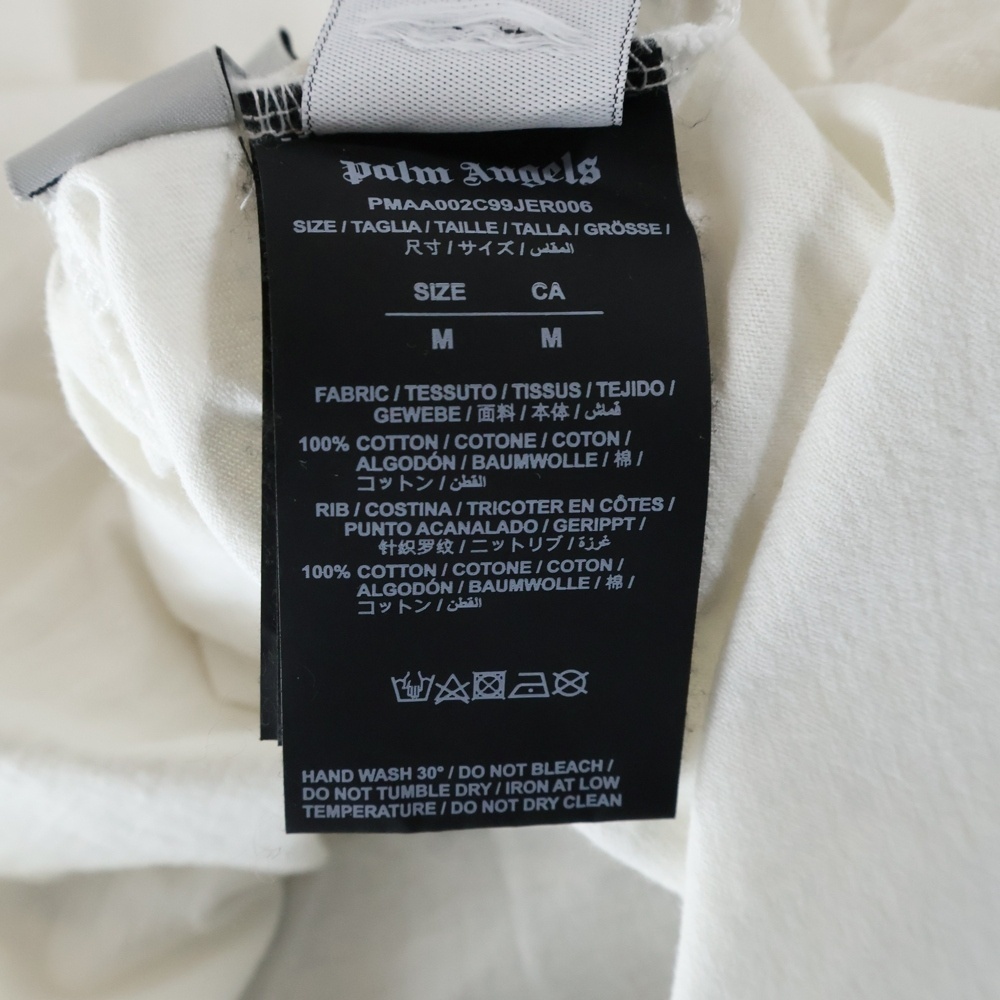 Palm Angels
PMAA002C99JER006
SIZE / TAGLIA / TAILLE / TALLA / GRÖSSE /
尺寸 / サイズ / المقاس
SIZE CA
M M
FABRIC / TESSUTO / TISSUS / TEJIDO /
GEWEBE / 面料 / 本体 / قماش
100% COTTON / COTONE / COTON /
ALGODÓN / BAUMWOLLE / 棉 /
コットン / القطن
RIB / COSTINA / TRICOTER EN CÔTES /
PUNTO ACANALADO / GERIPPT /
针织罗纹 / ニットリブ / غرزة
100% COTTON / COTONE / COTON /
ALGODÓN / BAUMWOLLE / 棉 /
コットン / القطن
HAND WASH 30° / DO NOT BLEACH /
DO NOT TUMBLE DRY / IRON AT LOW
TEMPERATURE / DO NOT DRY CLEAN